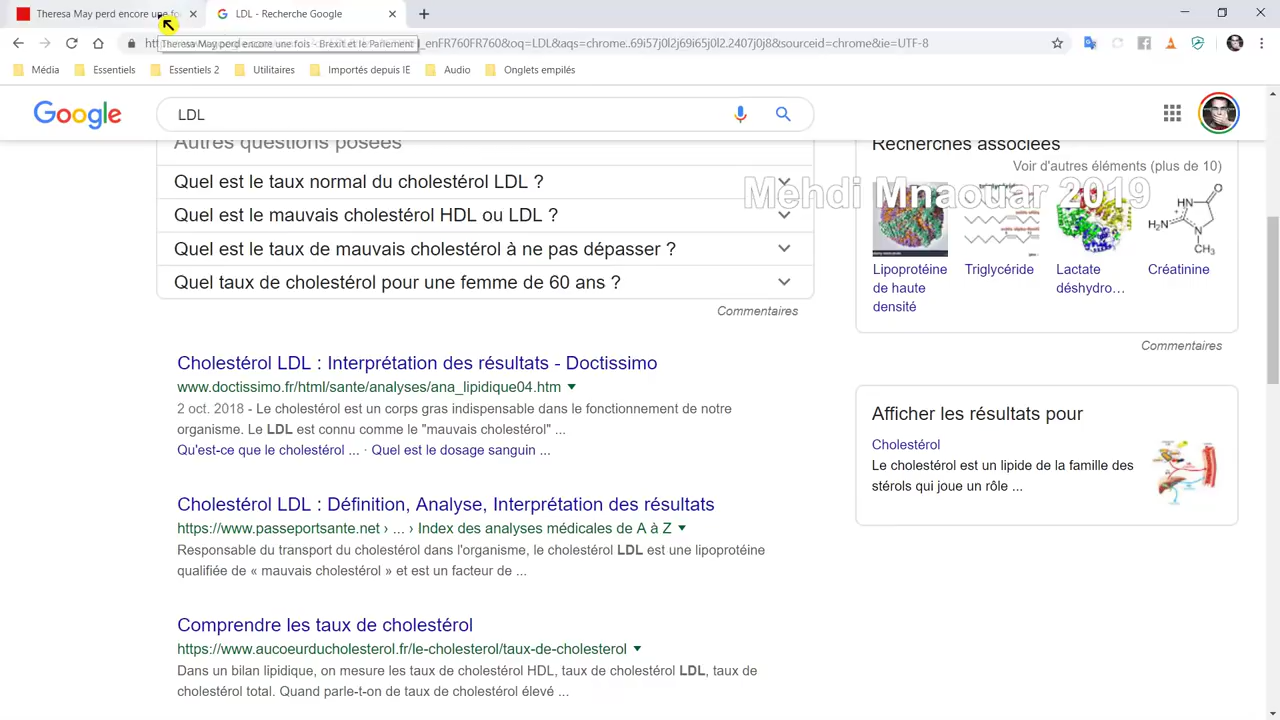 Theresa May perd encore une fo
LDL - Recherche Google
Theresa May perd encore une fois - Brexit et le Parlement
_enFR760FR760&oq=LDL&taqs=chrome..69i57j0l2j69i65j0l2.2407j0j8&sourceid=chrome&ie=UTF-8
Média
Essentiels
Essentiels 2
Utilitaires
Importés depuis IE
Audio
Onglets empilés
Google
LDL
Autres questions posées
Quel est le taux normal du cholestérol LDL ?
Quel est le mauvais cholestérol HDL ou LDL ?
Quel est le taux de mauvais cholestérol à ne pas dépasser ?
Quel taux de cholestérol pour une femme de 60 ans ?
Commentaires
Cholestérol LDL : Interprétation des résultats - Doctissimo
www.doctissimo.fr/html/sante/analyses/ana_lipidique04.htm
2 oct. 2018 - Le cholestérol est un corps gras indispensable dans le fonctionnement de notre
organisme. Le LDL est connu comme le "mauvais cholestérol" ...
Qu'est-ce que le cholestérol ... · Quel est le dosage sanguin ...
Cholestérol LDL : Définition, Analyse, Interprétation des résultats
https://www.passeportsante.net › ... › Index des analyses médicales de A à Z
Responsable du transport du cholestérol dans l'organisme, le cholestérol LDL est une lipoprotéine
qualifiée de « mauvais cholestérol » et est un facteur de ...
Comprendre les taux de cholestérol
https://www.aucoeurducholesterol.fr/le-cholesterol/taux-de-cholesterol
Dans un bilan lipidique, on mesure les taux de cholestérol HDL, taux de cholestérol LDL, taux de
cholestérol total. Quand parle-t-on de taux de cholestérol élevé ...
Recherches associées
Voir d'autres éléments (plus de 10)
Mehdi Mnaouar 2019
HN
O
H₂N
N
CH₃
Lipoprotéine
de haute
densité
Triglycéride
Lactate
déshydro…
Créatinine
Commentaires
Afficher les résultats pour
Cholestérol
Le cholestérol est un lipide de la famille des
stérols qui joue un rôle ...